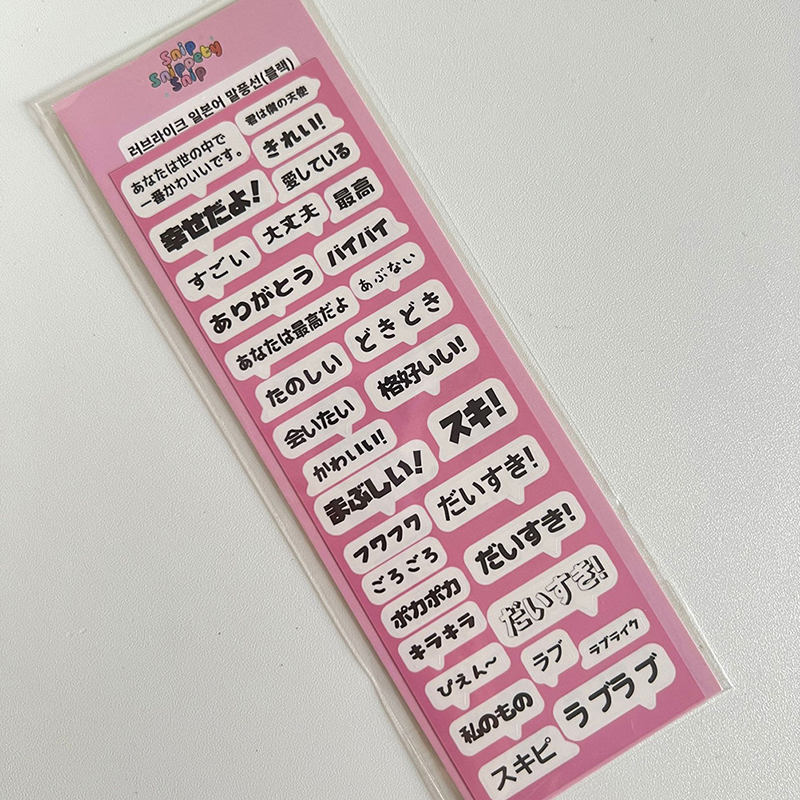 Snip
Snippety
Snip
러브라이크 일본어 말풍선(블랙)
君は僕の天使
あなたは世の中で
一番かわいいです。
きれい!
愛している
幸せだよ!
最高
大丈夫
すごい
バイバイ
ありがとう
あぶない
あなたは最高だよ
どきどき
たのしい
格好いい!
会いたい
スキ!
かわいい!
まぶしい!
だいすき!
フワフワ
ごろごろ
だいすき!
ポカポカ
だいすき!
キラキラ
ラブライク
ラブ
ぴえん~
ラブラブ
私のもの
スキピ